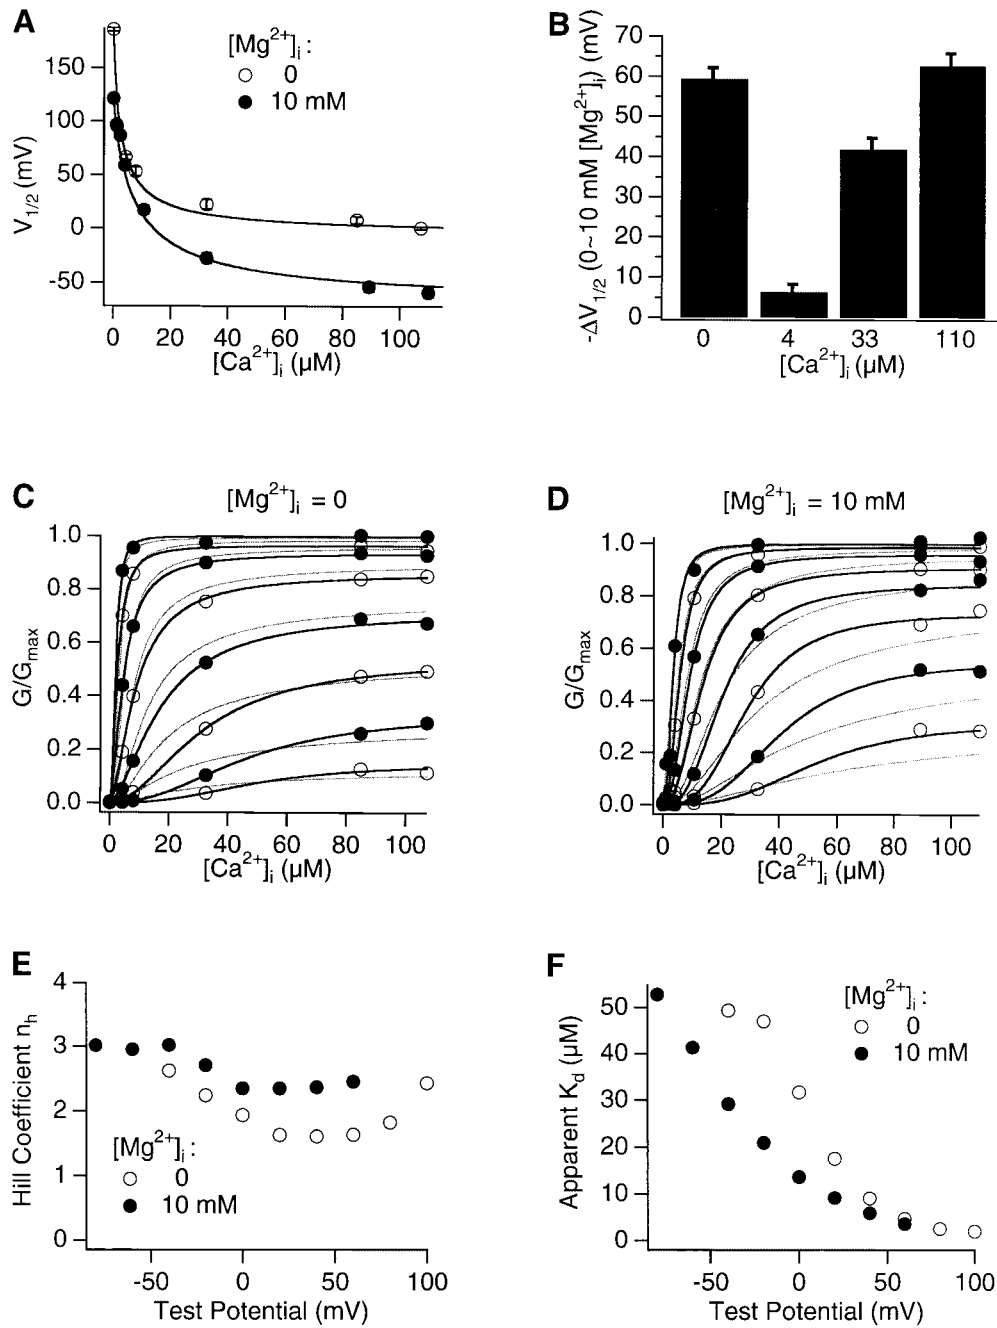 A
[Mg²⁺]ᵢ :
0
10 mM
150
100
50
0
-50
V₁/₂ (mV)
0 20 40 60 80 100
[Ca²⁺]ᵢ (µM)
B
70
60
50
40
30
20
10
0
-ΔV₁/₂ (0~10 mM [Mg²⁺]ᵢ) (mV)
0 4 33 110
[Ca²⁺]ᵢ (µM)
C
[Mg²⁺]ᵢ = 0
1.0
0.8
0.6
0.4
0.2
0.0
G/Gₘₐₓ
0 20 40 60 80 100
[Ca²⁺]ᵢ (µM)
D
[Mg²⁺]ᵢ = 10 mM
1.0
0.8
0.6
0.4
0.2
0.0
G/Gₘₐₓ
0 20 40 60 80 100
[Ca²⁺]ᵢ (µM)
E
4
3
2
1
0
Hill Coefficient nₕ
[Mg²⁺]ᵢ :
0
10 mM
-50 0 50 100
Test Potential (mV)
F
[Mg²⁺]ᵢ :
0
10 mM
50
40
30
20
10
0
Apparent K_d (µM)
-50 0 50 100
Test Potential (mV)